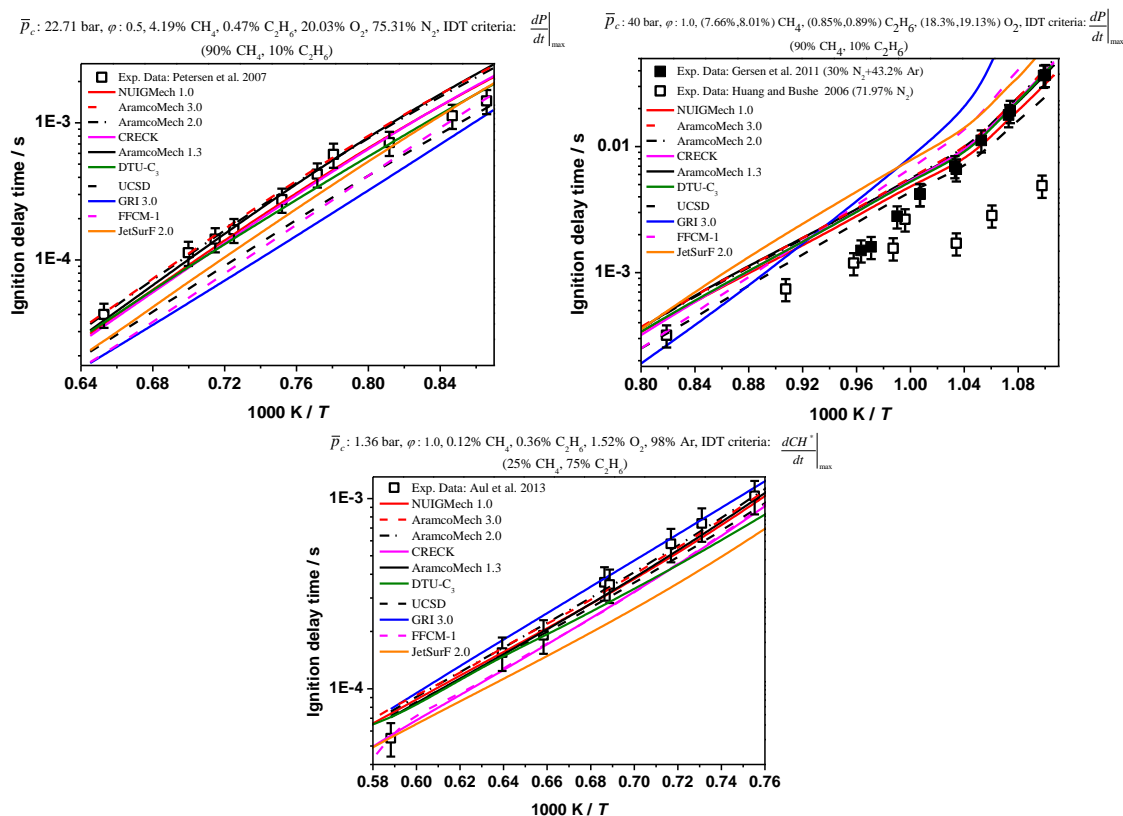 p̅c: 22.71 bar, φ: 0.5, 4.19% CH4, 0.47% C2H6, 20.03% O2, 75.31% N2, IDT criteria: dP/dt|max
(90% CH4, 10% C2H6)
Exp. Data: Petersen et al. 2007
NUIGMech 1.0
AramcoMech 3.0
AramcoMech 2.0
CRECK
AramcoMech 1.3
DTU-C3
UCSD
GRI 3.0
FFCM-1
JetSurF 2.0
1E-3
1E-4
Ignition delay time / s
0.64 0.68 0.72 0.76 0.80 0.84
1000 K / T
p̅c: 40 bar, φ: 1.0, (7.66%,8.01%) CH4, (0.85%,0.89%) C2H6, (18.3%,19.13%) O2, IDT criteria: dP/dt|max
(90% CH4, 10% C2H6)
Exp. Data: Gersen et al. 2011 (30% N2+43.2% Ar)
Exp. Data: Huang and Bushe 2006 (71.97% N2)
NUIGMech 1.0
AramcoMech 3.0
AramcoMech 2.0
CRECK
AramcoMech 1.3
DTU-C3
UCSD
GRI 3.0
FFCM-1
JetSurF 2.0
0.01
1E-3
Ignition delay time / s
0.80 0.84 0.88 0.92 0.96 1.00 1.04 1.08
1000 K / T
p̅c: 1.36 bar, φ: 1.0, 0.12% CH4, 0.36% C2H6, 1.52% O2, 98% Ar, IDT criteria: dCH*/dt|max
(25% CH4, 75% C2H6)
Exp. Data: Aul et al. 2013
NUIGMech 1.0
AramcoMech 3.0
AramcoMech 2.0
CRECK
AramcoMech 1.3
DTU-C3
UCSD
GRI 3.0
FFCM-1
JetSurF 2.0
1E-3
1E-4
Ignition delay time / s
0.58 0.60 0.62 0.64 0.66 0.68 0.70 0.72 0.74 0.76
1000 K / T